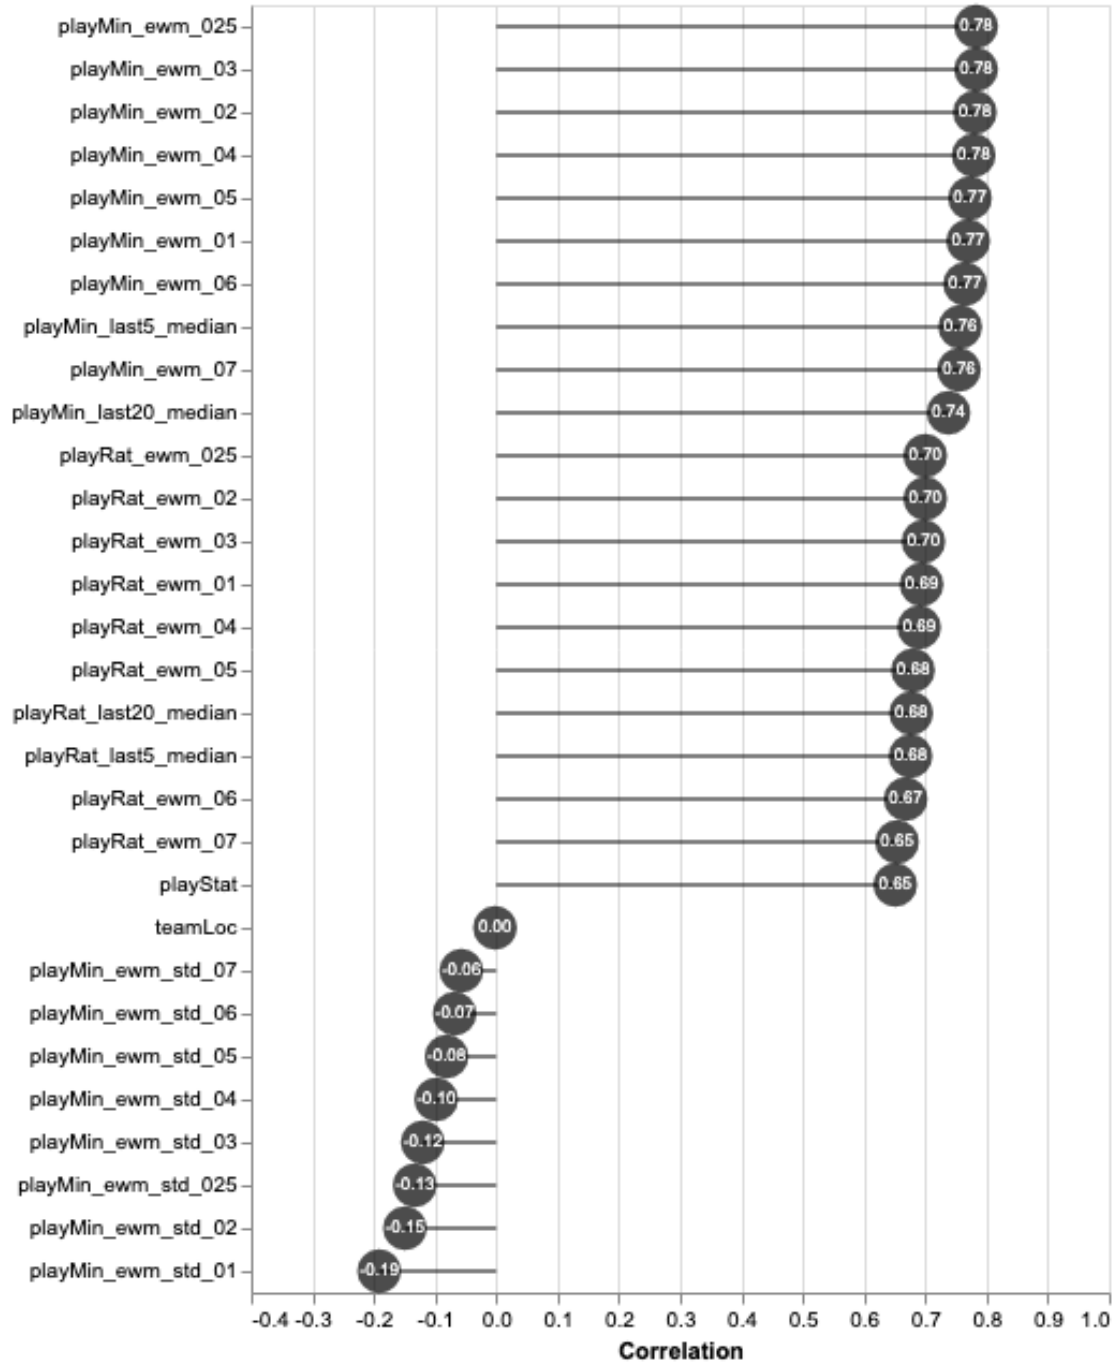 playMin_ewm_025 0.78
playMin_ewm_03 0.78
playMin_ewm_02 0.78
playMin_ewm_04 0.78
playMin_ewm_05 0.77
playMin_ewm_01 0.77
playMin_ewm_06 0.77
playMin_last5_median 0.76
playMin_ewm_07 0.76
playMin_last20_median 0.74
playRat_ewm_025 0.70
playRat_ewm_02 0.70
playRat_ewm_03 0.70
playRat_ewm_01 0.69
playRat_ewm_04 0.69
playRat_ewm_05 0.68
playRat_last20_median 0.68
playRat_last5_median 0.68
playRat_ewm_06 0.67
playRat_ewm_07 0.65
playStat 0.65
teamLoc 0.00
playMin_ewm_std_07 -0.06
playMin_ewm_std_06 -0.07
playMin_ewm_std_05 -0.08
playMin_ewm_std_04 -0.10
playMin_ewm_std_03 -0.12
playMin_ewm_std_025 -0.13
playMin_ewm_std_02 -0.15
playMin_ewm_std_01 -0.19
-0.4 -0.3 -0.2 -0.1 0.0 0.1 0.2 0.3 0.4 0.5 0.6 0.7 0.8 0.9 1.0
Correlation